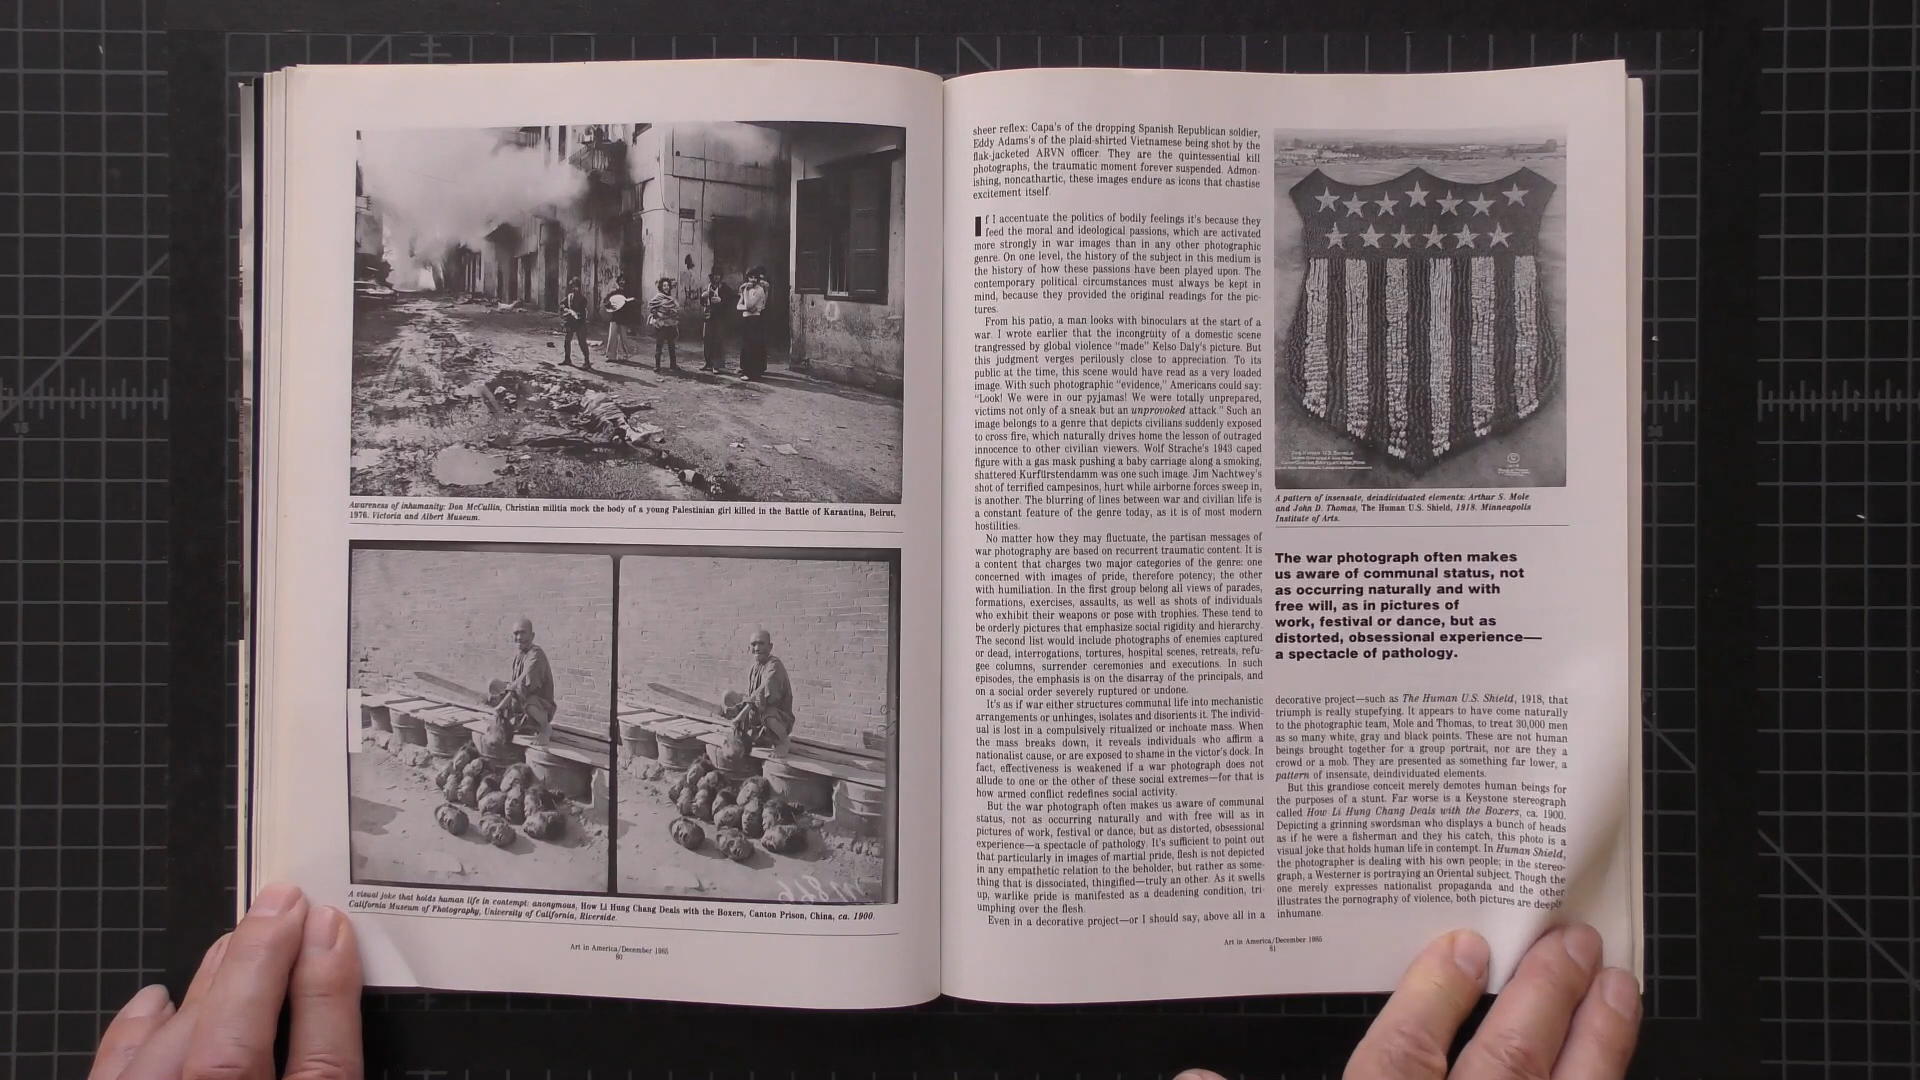 Awareness of inhumanity: Don McCullin, Christian militia mock the body of a young Palestinian girl killed in the Battle of Karantina, Beirut,
1976. Victoria and Albert Museum.
A visual joke that holds human life in contempt: anonymous, How Li Hung Chang Deals with the Boxers, Canton Prison, China, ca. 1900.
California Museum of Photography, University of California, Riverside.
Art in America/December 1985
80
sheer reflex: Capa's of the dropping Spanish Republican soldier,
Eddy Adams's of the plaid-shirted Vietnamese being shot by the
flak-jacketed ARVN officer. They are the quintessential kill
photographs, the traumatic moment forever suspended. Admon-
ishing, noncathartic, these images endure as icons that chastise
excitement itself.
If I accentuate the politics of bodily feelings it's because they
feed the moral and ideological passions, which are activated
more strongly in war images than in any other photographic
genre. On one level, the history of the subject in this medium is
the history of how these passions have been played upon. The
contemporary political circumstances must always be kept in
mind, because they provided the original readings for the pic-
tures.
From his patio, a man looks with binoculars at the start of a
war. I wrote earlier that the incongruity of a domestic scene
trangressed by global violence "made" Kelso Daly's picture. But
this judgment verges perilously close to appreciation. To its
public at the time, this scene would have read as a very loaded
image. With such photographic "evidence," Americans could say:
"Look! We were in our pyjamas! We were totally unprepared,
victims not only of a sneak but an unprovoked attack." Such an
image belongs to a genre that depicts civilians suddenly exposed
to cross fire, which naturally drives home the lesson of outraged
innocence to other civilian viewers. Wolf Strache's 1943 caped
figure with a gas mask pushing a baby carriage along a smoking,
shattered Kurfürstendamm was one such image. Jim Nachtwey's
shot of terrified campesinos, hurt while airborne forces sweep in,
is another. The blurring of lines between war and civilian life is
a constant feature of the genre today, as it is of most modern
hostilities.
No matter how they may fluctuate, the partisan messages of
war photography are based on recurrent traumatic content. It is
a content that charges two major categories of the genre: one
concerned with images of pride, therefore potency; the other
with humiliation. In the first group belong all views of parades,
formations, exercises, assaults, as well as shots of individuals
who exhibit their weapons or pose with trophies. These tend to
be orderly pictures that emphasize social rigidity and hierarchy.
The second list would include photographs of enemies captured
or dead, interrogations, tortures, hospital scenes, retreats, refu-
gee columns, surrender ceremonies and executions. In such
episodes, the emphasis is on the disarray of the principals, and
on a social order severely ruptured or undone.
It's as if war either structures communal life into mechanistic
arrangements or unhinges, isolates and disorients it. The individ-
ual is lost in a compulsively ritualized or inchoate mass. When
the mass breaks down, it reveals individuals who affirm a
nationalist cause, or are exposed to shame in the victor's dock. In
fact, effectiveness is weakened if a war photograph does not
allude to one or the other of these social extremes—for that is
how armed conflict redefines social activity.
But the war photograph often makes us aware of communal
status, not as occurring naturally and with free will as in
pictures of work, festival or dance, but as distorted, obsessional
experience—a spectacle of pathology. It's sufficient to point out
that particularly in images of martial pride, flesh is not depicted
in any empathetic relation to the beholder, but rather as some-
thing that is dissociated, thingified—truly an other. As it swells
up, warlike pride is manifested as a deadening condition, tri-
umphing over the flesh.
Even in a decorative project—or I should say, above all in a
A pattern of insensate, deindividuated elements: Arthur S. Mole
and John D. Thomas, The Human U.S. Shield, 1918. Minneapolis
Institute of Arts.
The war photograph often makes
us aware of communal status, not
as occurring naturally and with
free will, as in pictures of
work, festival or dance, but as
distorted, obsessional experience—
a spectacle of pathology.
decorative project—such as The Human U.S. Shield, 1918, that
triumph is really stupefying. It appears to have come naturally
to the photographic team, Mole and Thomas, to treat 30,000 men
as so many white, gray and black points. These are not human
beings brought together for a group portrait, nor are they a
crowd or a mob. They are presented as something far lower, a
pattern of insensate, deindividuated elements.
But this grandiose conceit merely demotes human beings for
the purposes of a stunt. Far worse is a Keystone stereograph
called How Li Hung Chang Deals with the Boxers, ca. 1900.
Depicting a grinning swordsman who displays a bunch of heads
as if he were a fisherman and they his catch, this photo is a
visual joke that holds human life in contempt. In Human Shield,
the photographer is dealing with his own people; in the stereo-
graph, a Westerner is portraying an Oriental subject. Though the
one merely expresses nationalist propaganda and the other
illustrates the pornography of violence, both pictures are deeply
inhumane.
Art in America/December 1985
81